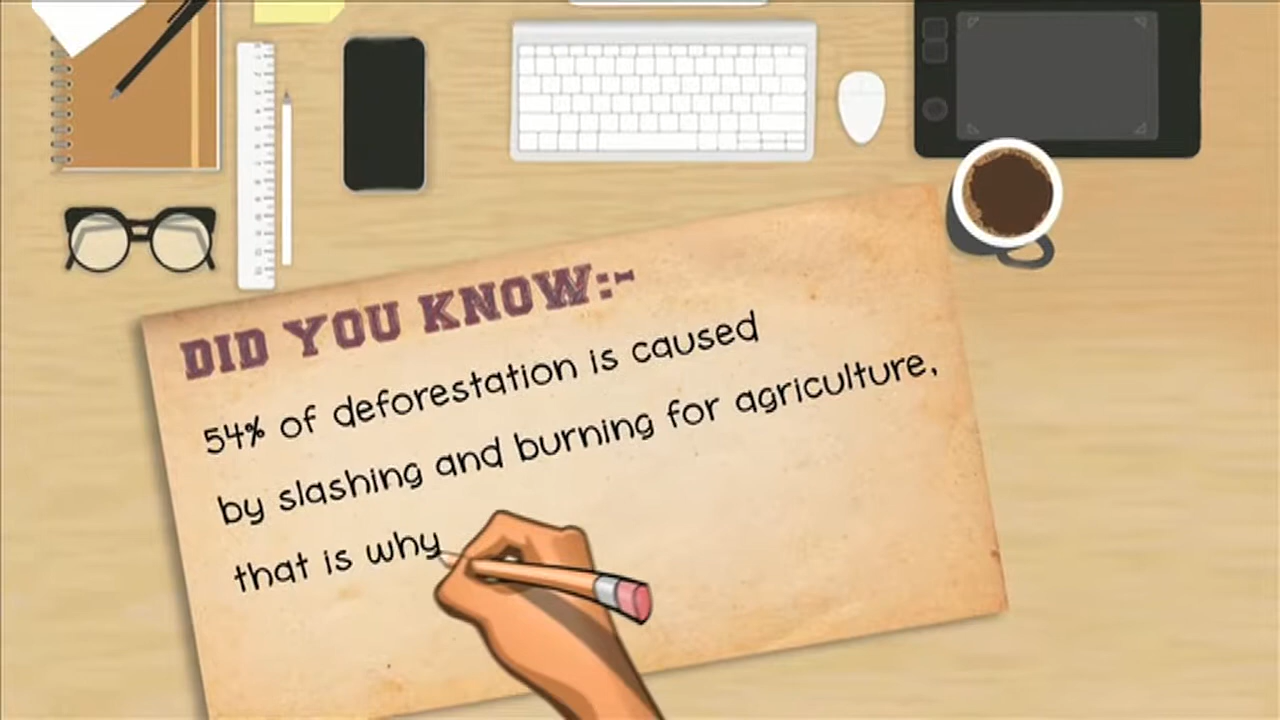 DID YOU KNOW:-
54% of deforestation is caused
by slashing and burning for agriculture,
that is why